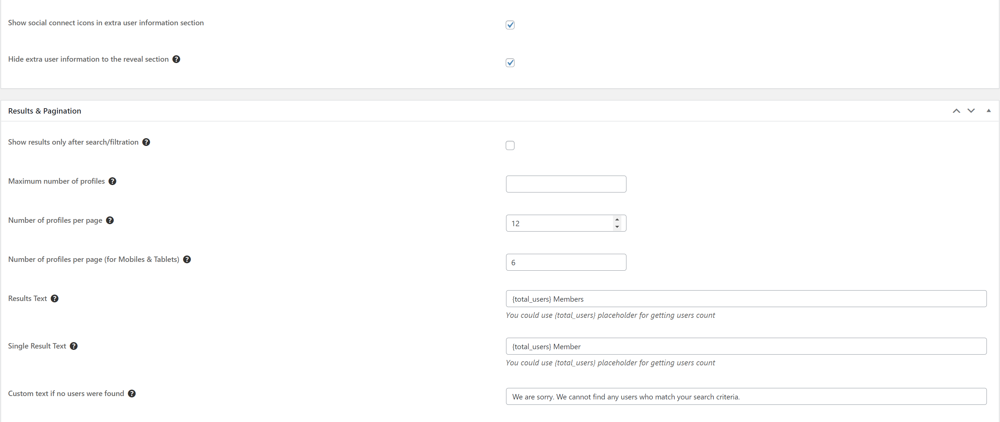 Show social connect icons in extra user information section
Hide extra user information to the reveal section ?
Results & Pagination
Show results only after search/filtration ?
Maximum number of profiles ?
Number of profiles per page ?
12
Number of profiles per page (for Mobiles & Tablets) ?
6
Results Text ?
{total_users} Members
You could use {total_users} placeholder for getting users count
Single Result Text ?
{total_users} Member
You could use {total_users} placeholder for getting users count
Custom text if no users were found ?
We are sorry. We cannot find any users who match your search criteria.